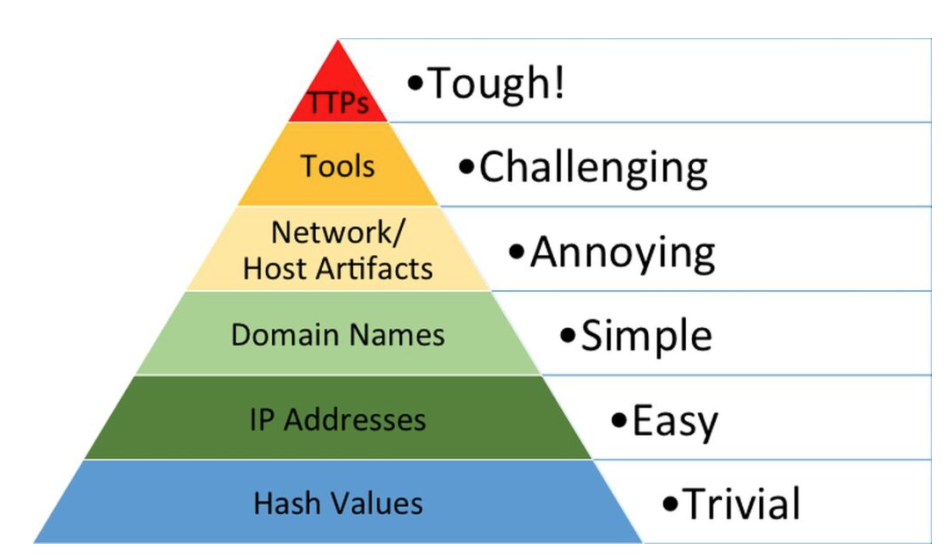 TTPs
•Tough!
Tools
•Challenging
Network/
Host Artifacts
•Annoying
Domain Names
•Simple
IP Addresses
•Easy
Hash Values
•Trivial